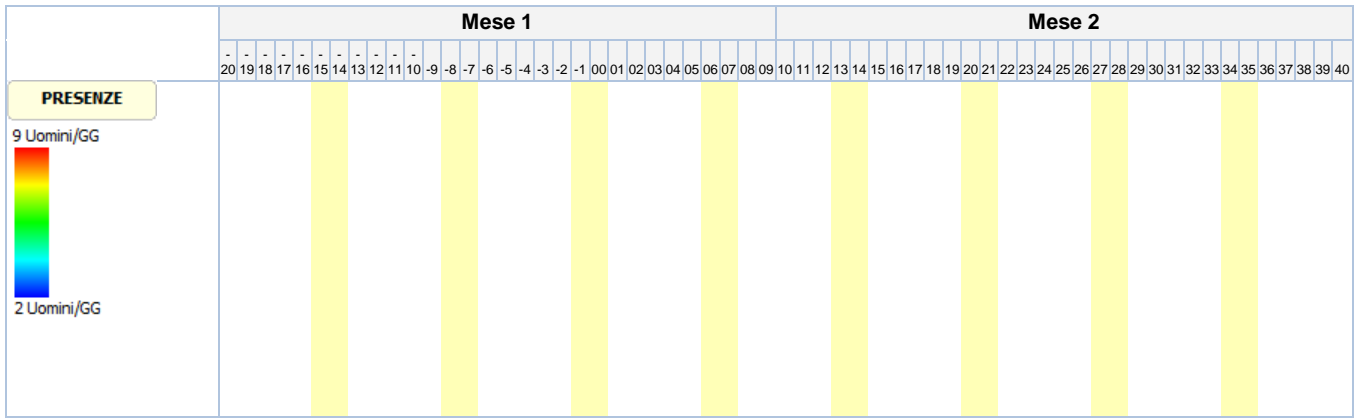 Mese 1 Mese 2
- - - - - - - - - - -
20 19 18 17 16 15 14 13 12 11 10 -9 -8 -7 -6 -5 -4 -3 -2 -1 00 01 02 03 04 05 06 07 08 09 10 11 12 13 14 15 16 17 18 19 20 21 22 23 24 25 26 27 28 29 30 31 32 33 34 35 36 37 38 39 40
PRESENZE
9 Uomini/GG
2 Uomini/GG